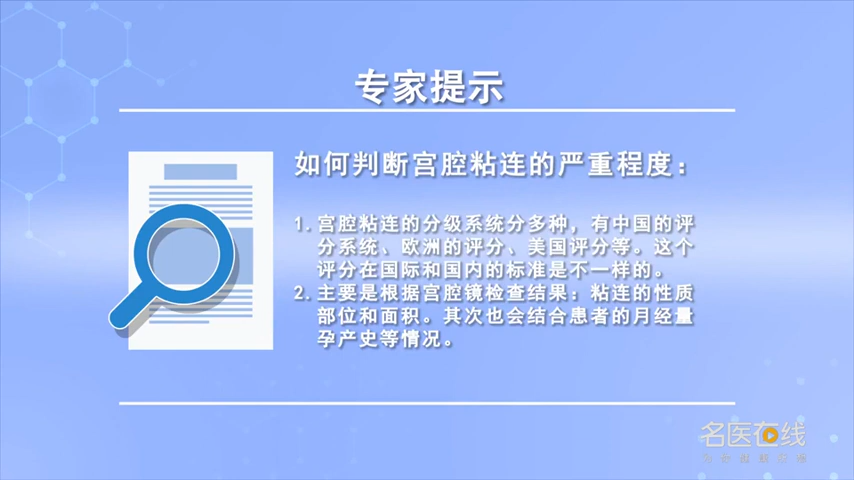 专家提示
如何判断宫腔粘连的严重程度：
1. 宫腔粘连的分级系统分多种，有中国的评
分系统、欧洲的评分、美国评分等。这个
评分在国际和国内的标准是不一样的。
2. 主要是根据宫腔镜检查结果：粘连的性质
部位和面积。其次也会结合患者的月经量
孕产史等情况。
名医在线